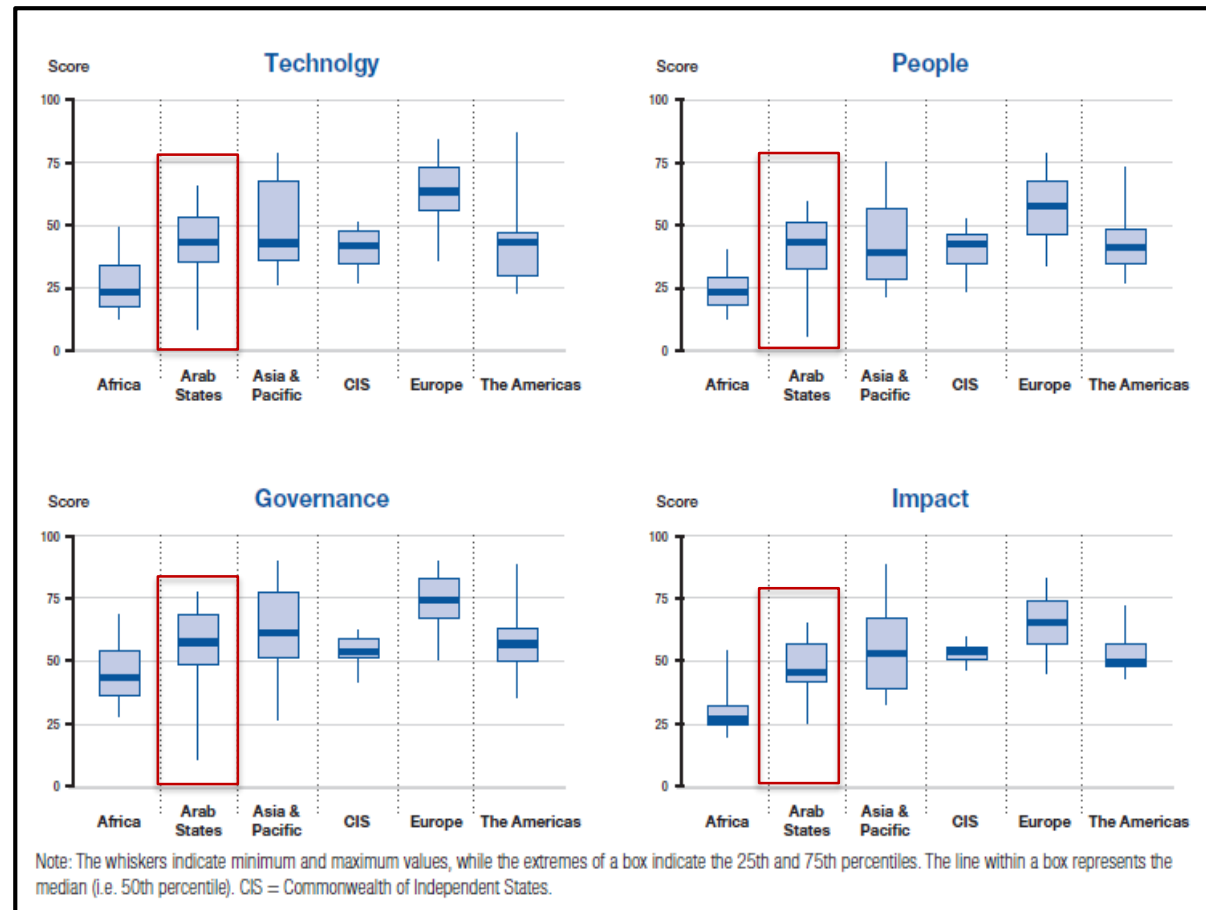 Technolgy
Score
100
75
50
25
0
Africa
Arab
States
Asia &
Pacific
CIS
Europe
The Americas
People
Score
100
75
50
25
0
Africa
Arab
States
Asia &
Pacific
CIS
Europe
The Americas
Governance
Score
100
75
50
25
0
Africa
Arab
States
Asia &
Pacific
CIS
Europe
The Americas
Impact
Score
100
75
50
25
0
Africa
Arab
States
Asia &
Pacific
CIS
Europe
The Americas
Note: The whiskers indicate minimum and maximum values, while the extremes of a box indicate the 25th and 75th percentiles. The line within a box represents the
median (i.e. 50th percentile). CIS = Commonwealth of Independent States.